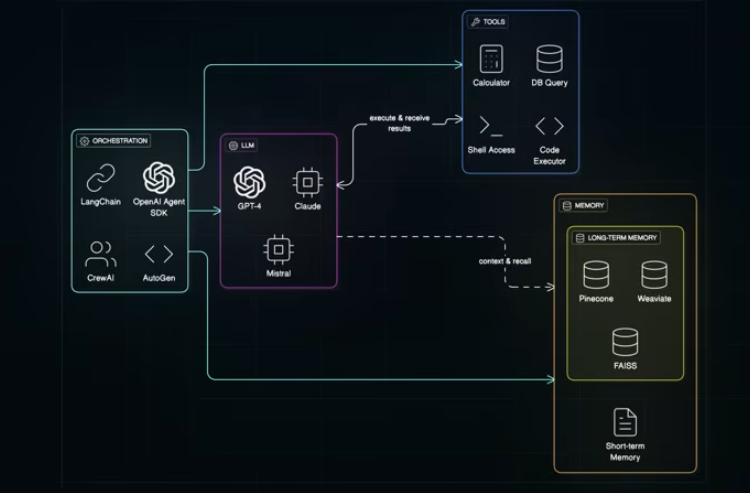 TOOLS
Calculator
DB Query
Shell Access
Code
Executor
execute & receive
results
ORCHESTRATION
LangChain
OpenAI Agent
SDK
CrewAI
AutoGen
LLM
GPT-4
Claude
Mistral
context & recall
MEMORY
LONG-TERM MEMORY
Pinecone
Weaviate
FAISS
Short-term
Memory